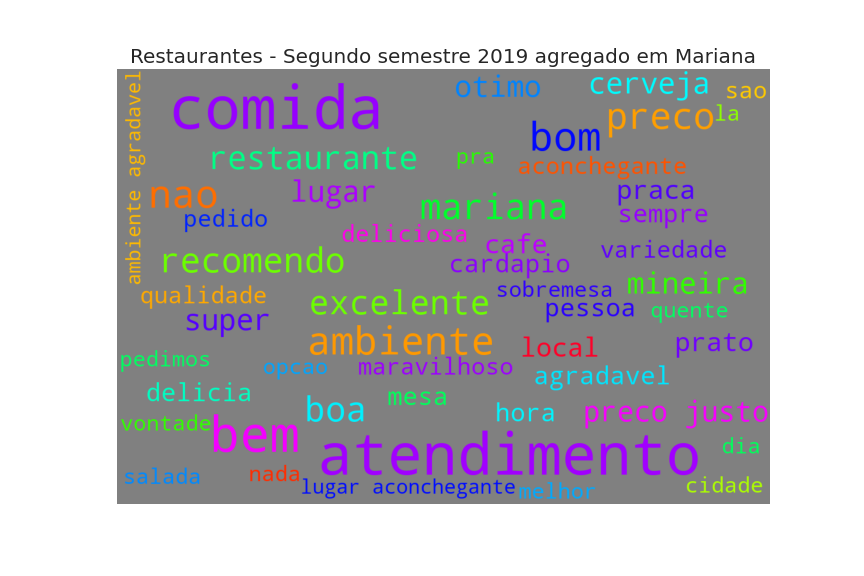 Restaurantes - Segundo semestre 2019 agregado em Mariana
comida
otimo
cerveja
sao
preco
la
bom
restaurante
pra
aconchegante
ambiente agradavel
nao
lugar
mariana
praca
sempre
pedido
deliciosa
cafe
variedade
recomendo
cardapio
qualidade
excelente
sobremesa
mineira
super
pessoa
quente
ambiente
local
prato
pedimos
opcao
maravilhoso
agradavel
delicia
boa
mesa
hora
preco justo
vontade
bem
atendimento
dia
salada
nada
lugar aconchegante
melhor
cidade